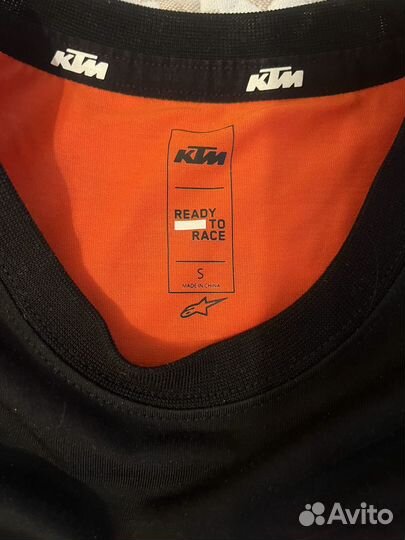 KTM
KTM
KTM
READY
TO
RACE
S
MADE IN CHINA
Avito